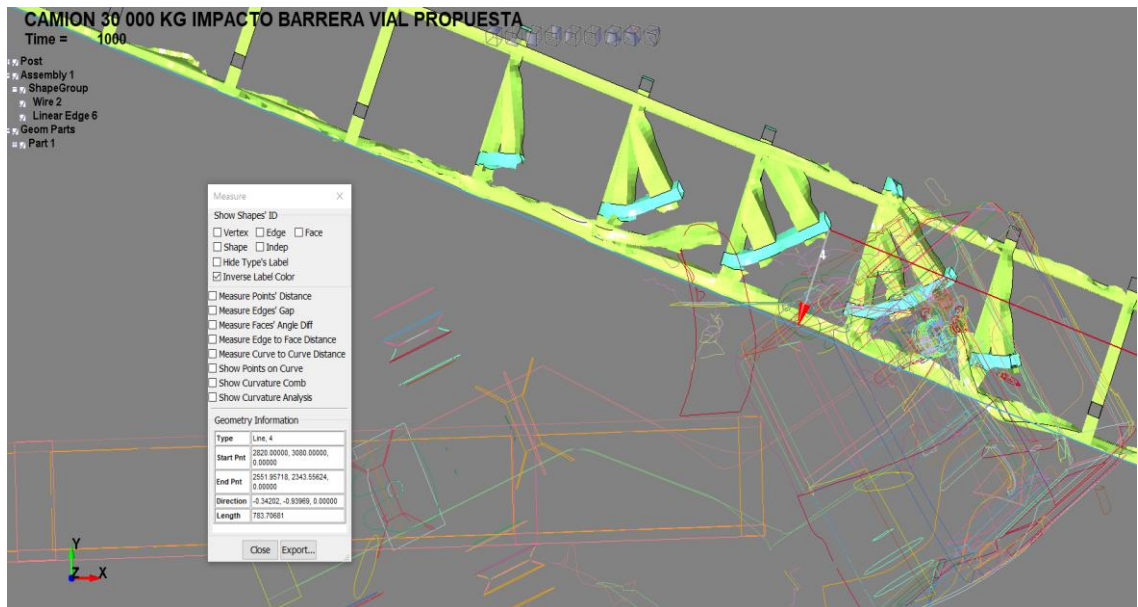 CAMION 30 000 KG IMPACTO BARRERA VIAL PROPUESTA
Time = 1000
Post
Assembly 1
ShapeGroup
Wire 2
Linear Edge 6
Geom Parts
Part 1
Measure
Show Shapes' ID
Vertex Edge Face
Shape Indep
Hide Type's Label
Inverse Label Color
Measure Points' Distance
Measure Edges' Gap
Measure Faces' Angle Diff
Measure Edge to Face Distance
Measure Curve to Curve Distance
Show Points on Curve
Show Curvature Comb
Show Curvature Analysis
Geometry Information
Type Line, 4
Start Pnt 2820.00000, 3080.00000, 0.00000
End Pnt 2551.95718, 2343.55624, 0.00000
Direction -0.34202, -0.93969, 0.00000
Length 783.70681
Close Export...
4
Y
Z X